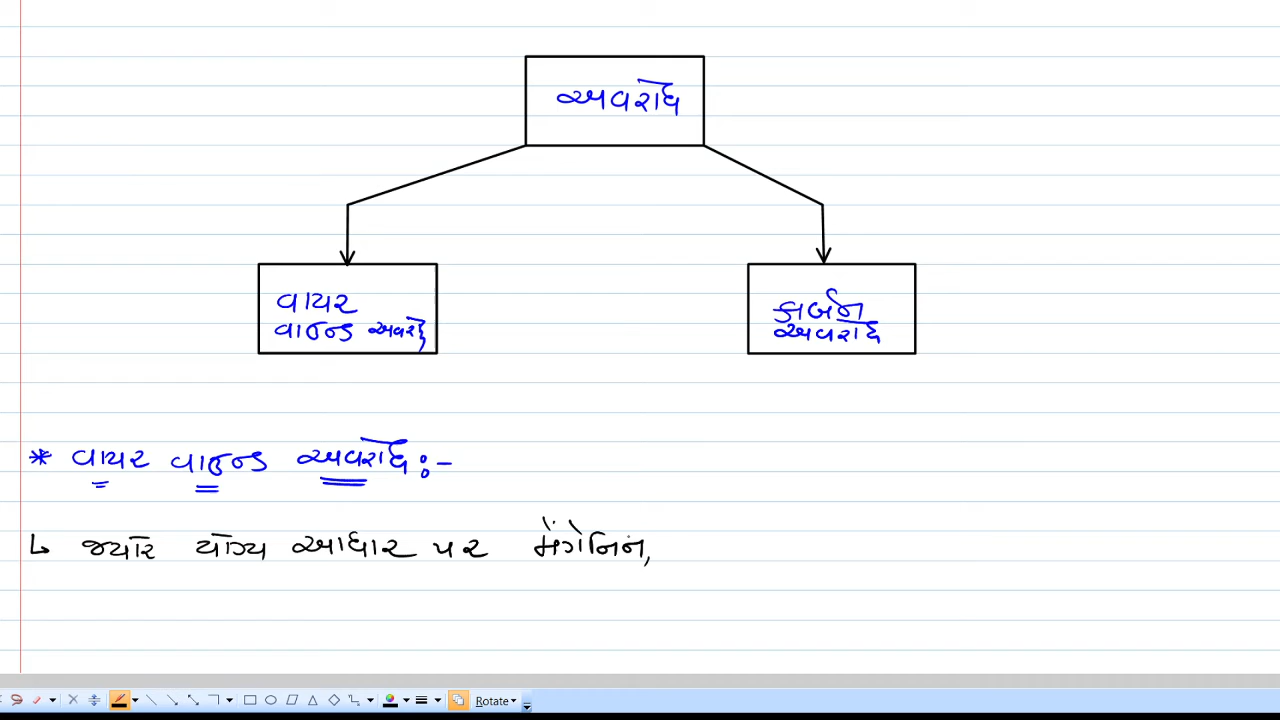 અવરોધ
વાયર
વાઉન્ડ અવરોધ
કાર્બન
અવરોધ
* વાયર વાઉન્ડ અવરોધ :-
↳ જ્યારે યોગ્ય આધાર પર મેંગેનિન,
Rotate